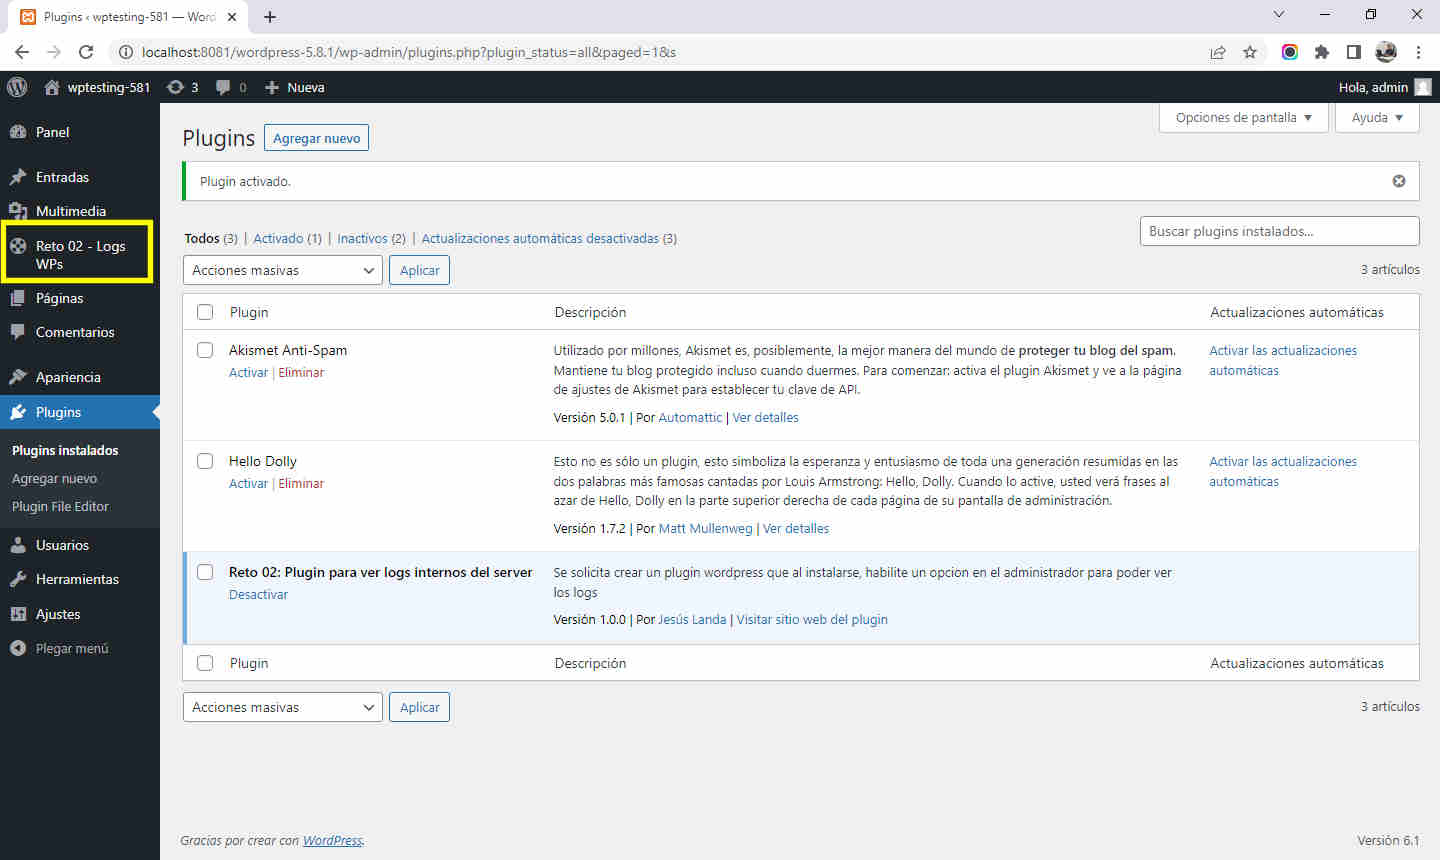 Plugins ‹ wptesting-581 — Word
localhost:8081/wordpress-5.8.1/wp-admin/plugins.php?plugin_status=all&paged=1&s
wptesting-581
3
0
Nueva
Hola, admin
Panel
Entradas
Multimedia
Reto 02 - Logs
WPs
Páginas
Comentarios
Apariencia
Plugins
Plugins instalados
Agregar nuevo
Plugin File Editor
Usuarios
Herramientas
Ajustes
Plegar menú
Opciones de pantalla
Ayuda
Plugins
Agregar nuevo
Plugin activado.
Todos (3) | Activado (1) | Inactivos (2) | Actualizaciones automáticas desactivadas (3)
Buscar plugins instalados...
Acciones masivas
Aplicar
3 artículos
Plugin
Descripción
Actualizaciones automáticas
Akismet Anti-Spam
Activar | Eliminar
Utilizado por millones, Akismet es, posiblemente, la mejor manera del mundo de proteger tu blog del spam.
Mantiene tu blog protegido incluso cuando duermes. Para comenzar: activa el plugin Akismet y ve a la página
de ajustes de Akismet para establecer tu clave de API.
Versión 5.0.1 | Por Automattic | Ver detalles
Activar las actualizaciones
automáticas
Hello Dolly
Activar | Eliminar
Esto no es sólo un plugin, esto simboliza la esperanza y entusiasmo de toda una generación resumidas en las
dos palabras más famosas cantadas por Louis Armstrong: Hello, Dolly. Cuando lo active, usted verá frases al
azar de Hello, Dolly en la parte superior derecha de cada página de su pantalla de administración.
Versión 1.7.2 | Por Matt Mullenweg | Ver detalles
Activar las actualizaciones
automáticas
Reto 02: Plugin para ver logs internos del server
Desactivar
Se solicita crear un plugin wordpress que al instalarse, habilite un opcion en el administrador para poder ver
los logs
Versión 1.0.0 | Por Jesús Landa | Visitar sitio web del plugin
Plugin
Descripción
Actualizaciones automáticas
Acciones masivas
Aplicar
3 artículos
Gracias por crear con WordPress.
Versión 6.1